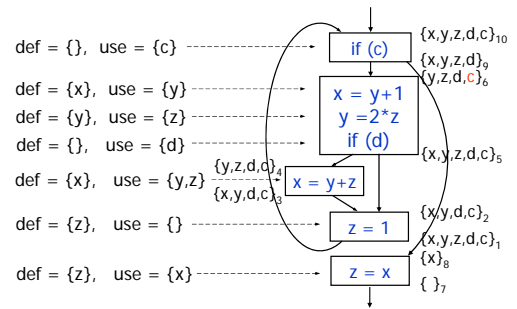 {x,y,z,d,c}10
def = {}, use = {c}
if (c)
{x,y,z,d}9
{y,z,d,c}6
def = {x}, use = {y}
x = y+1
def = {y}, use = {z}
y =2*z
def = {}, use = {d}
if (d)
{x,y,z,d,c}5
{y,z,d,c}4
def = {x}, use = {y,z}
x = y+z
{x,y,d,c}3
{x,y,d,c}2
def = {z}, use = {}
z = 1
{x,y,z,d,c}1
{x}8
def = {z}, use = {x}
z = x
{ }7